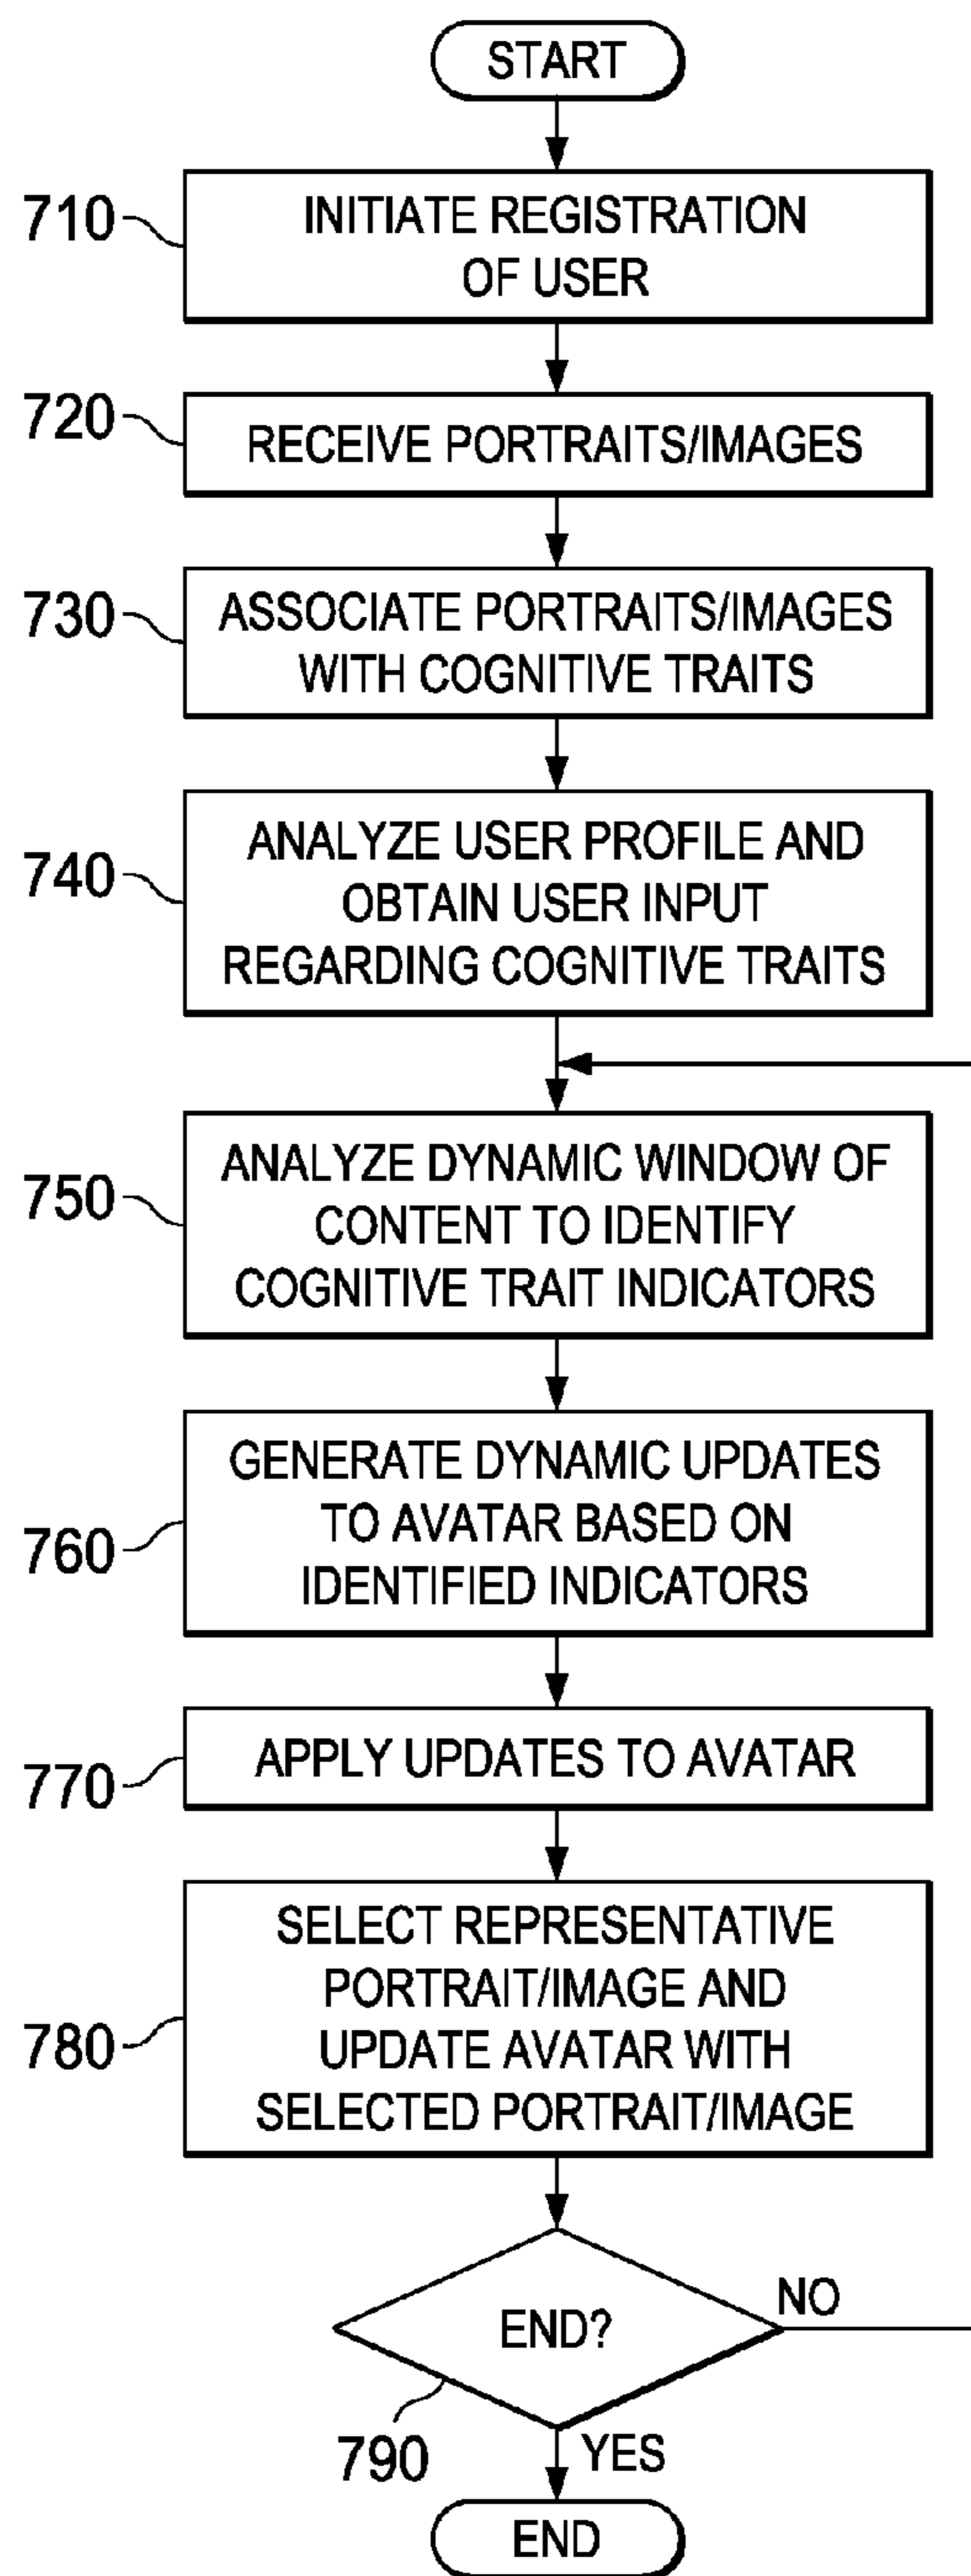 START
710
INITIATE REGISTRATION
OF USER
720
RECEIVE PORTRAITS/IMAGES
730
ASSOCIATE PORTRAITS/IMAGES
WITH COGNITIVE TRAITS
740
ANALYZE USER PROFILE AND
OBTAIN USER INPUT
REGARDING COGNITIVE TRAITS
750
ANALYZE DYNAMIC WINDOW OF
CONTENT TO IDENTIFY
COGNITIVE TRAIT INDICATORS
760
GENERATE DYNAMIC UPDATES
TO AVATAR BASED ON
IDENTIFIED INDICATORS
770
APPLY UPDATES TO AVATAR
780
SELECT REPRESENTATIVE
PORTRAIT/IMAGE AND
UPDATE AVATAR WITH
SELECTED PORTRAIT/IMAGE
END?
NO
790
YES
END